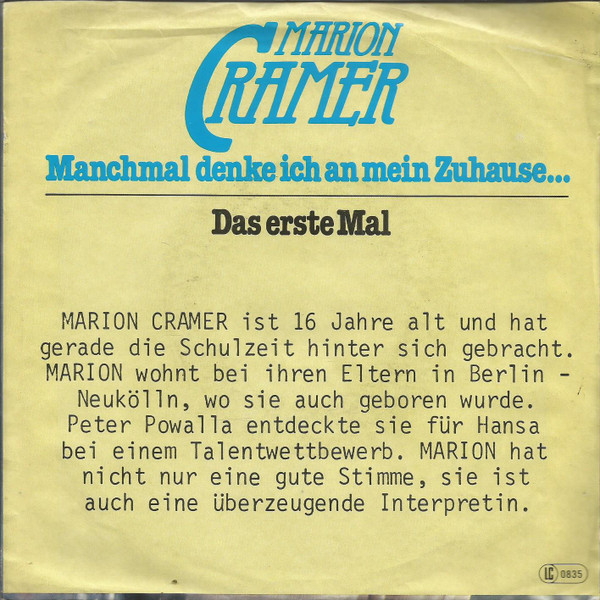 MARION
CRAMER
Manchmal denke ich an mein Zuhause...
Das erste Mal
MARION CRAMER ist 16 Jahre alt und hat
gerade die Schulzeit hinter sich gebracht.
MARION wohnt bei ihren Eltern in Berlin -
Neukölln, wo sie auch geboren wurde.
Peter Powalla entdeckte sie für Hansa
bei einem Talentwettbewerb. MARION hat
nicht nur eine gute Stimme, sie ist
auch eine überzeugende Interpretin.
LC 0835